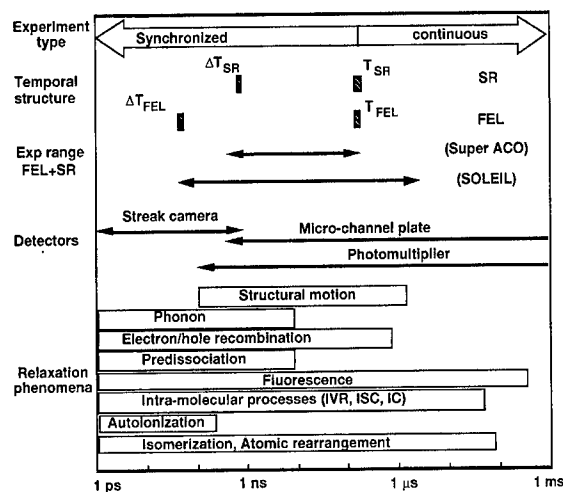 Experiment type
Synchronized
continuous
Temporal structure
ΔT_SR
T_SR
SR
ΔT_FEL
T_FEL
FEL
Exp range FEL+SR
(Super ACO)
(SOLEIL)
Detectors
Streak camera
Micro-channel plate
Photomultiplier
Relaxation phenomena
Structural motion
Phonon
Electron/hole recombination
Predissociation
Fluorescence
Intra-molecular processes (IVR, ISC, IC)
Autoionization
Isomerization, Atomic rearrangement
1 ps
1 ns
1 μs
1 ms